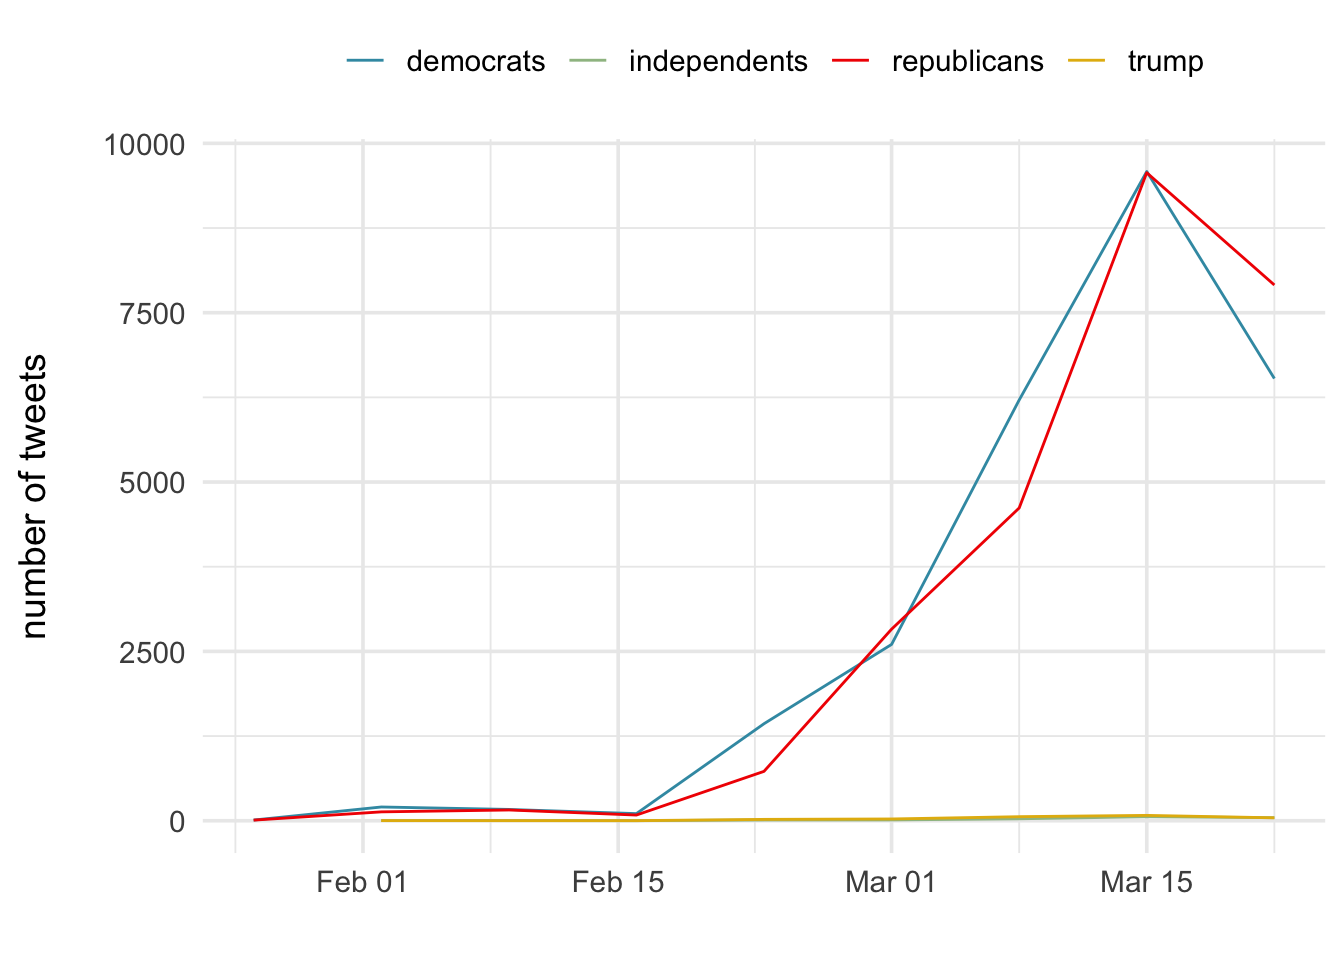 democrats independents republicans trump
10000
7500
5000
2500
0
number of tweets
Feb 01 Feb 15 Mar 01 Mar 15